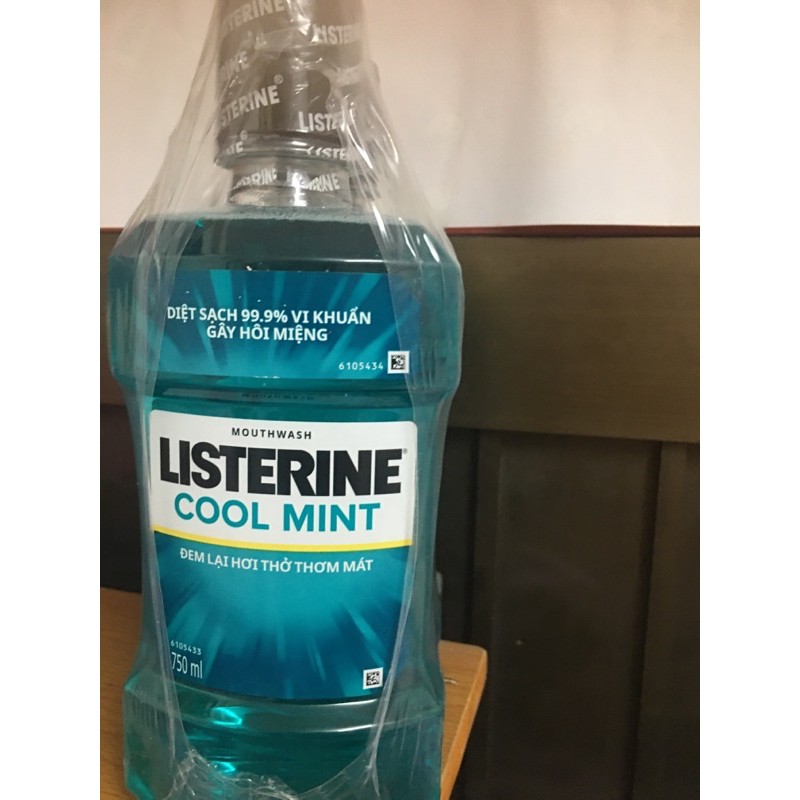 LISTERINE
LISTERINE®
LISTERINE
DIỆT SẠCH 99.9% VI KHUẨN
GÂY HÔI MIỆNG
6105434
MOUTHWASH
LISTERINE®
COOL MINT
ĐEM LẠI HƠI THỞ THƠM MÁT
6105433
750 ml